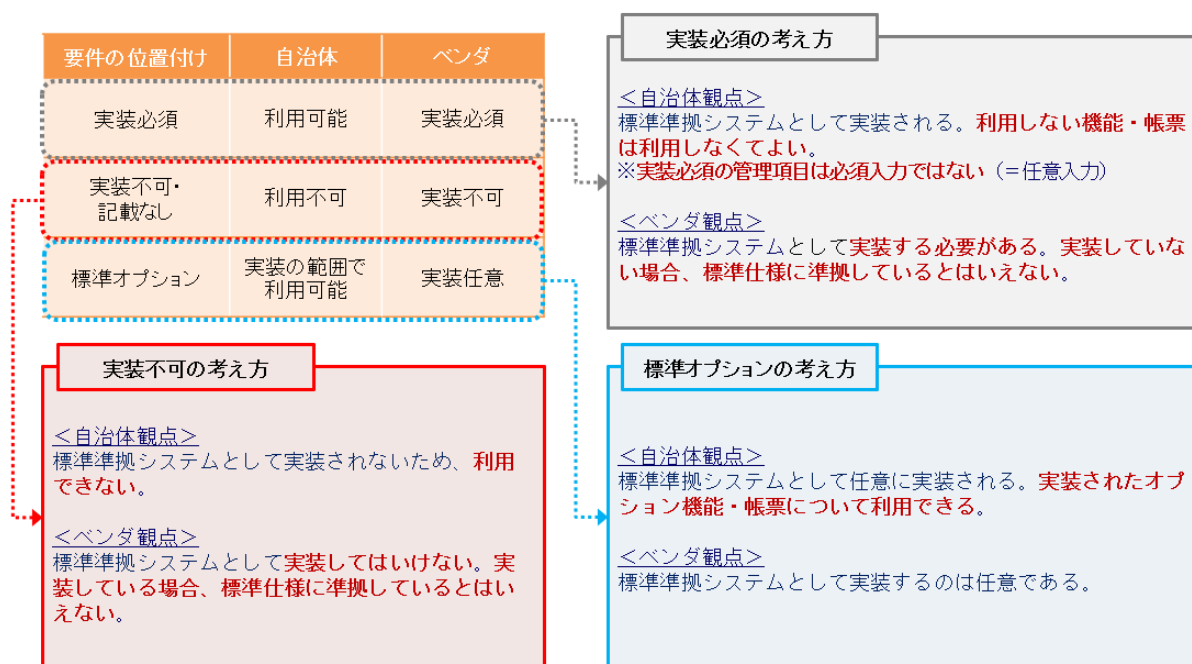 要件の位置付け 自治体 ベンダ
実装必須 利用可能 実装必須
実装不可・
記載なし 利用不可 実装不可
標準オプション 実装の範囲で
利用可能 実装任意
実装必須の考え方
＜自治体観点＞
標準準拠システムとして実装される。利用しない機能・帳票
は利用しなくてよい。
※実装必須の管理項目は必須入力ではない（＝任意入力）
＜ベンダ観点＞
標準準拠システムとして実装する必要がある。実装していな
い場合、標準仕様に準拠しているとはいえない。
実装不可の考え方
＜自治体観点＞
標準準拠システムとして実装されないため、利用
できない。
＜ベンダ観点＞
標準準拠システムとして実装してはいけない。実
装している場合、標準仕様に準拠しているとはい
えない。
標準オプションの考え方
＜自治体観点＞
標準準拠システムとして任意に実装される。実装されたオプ
ション機能・帳票について利用できる。
＜ベンダ観点＞
標準準拠システムとして実装するのは任意である。